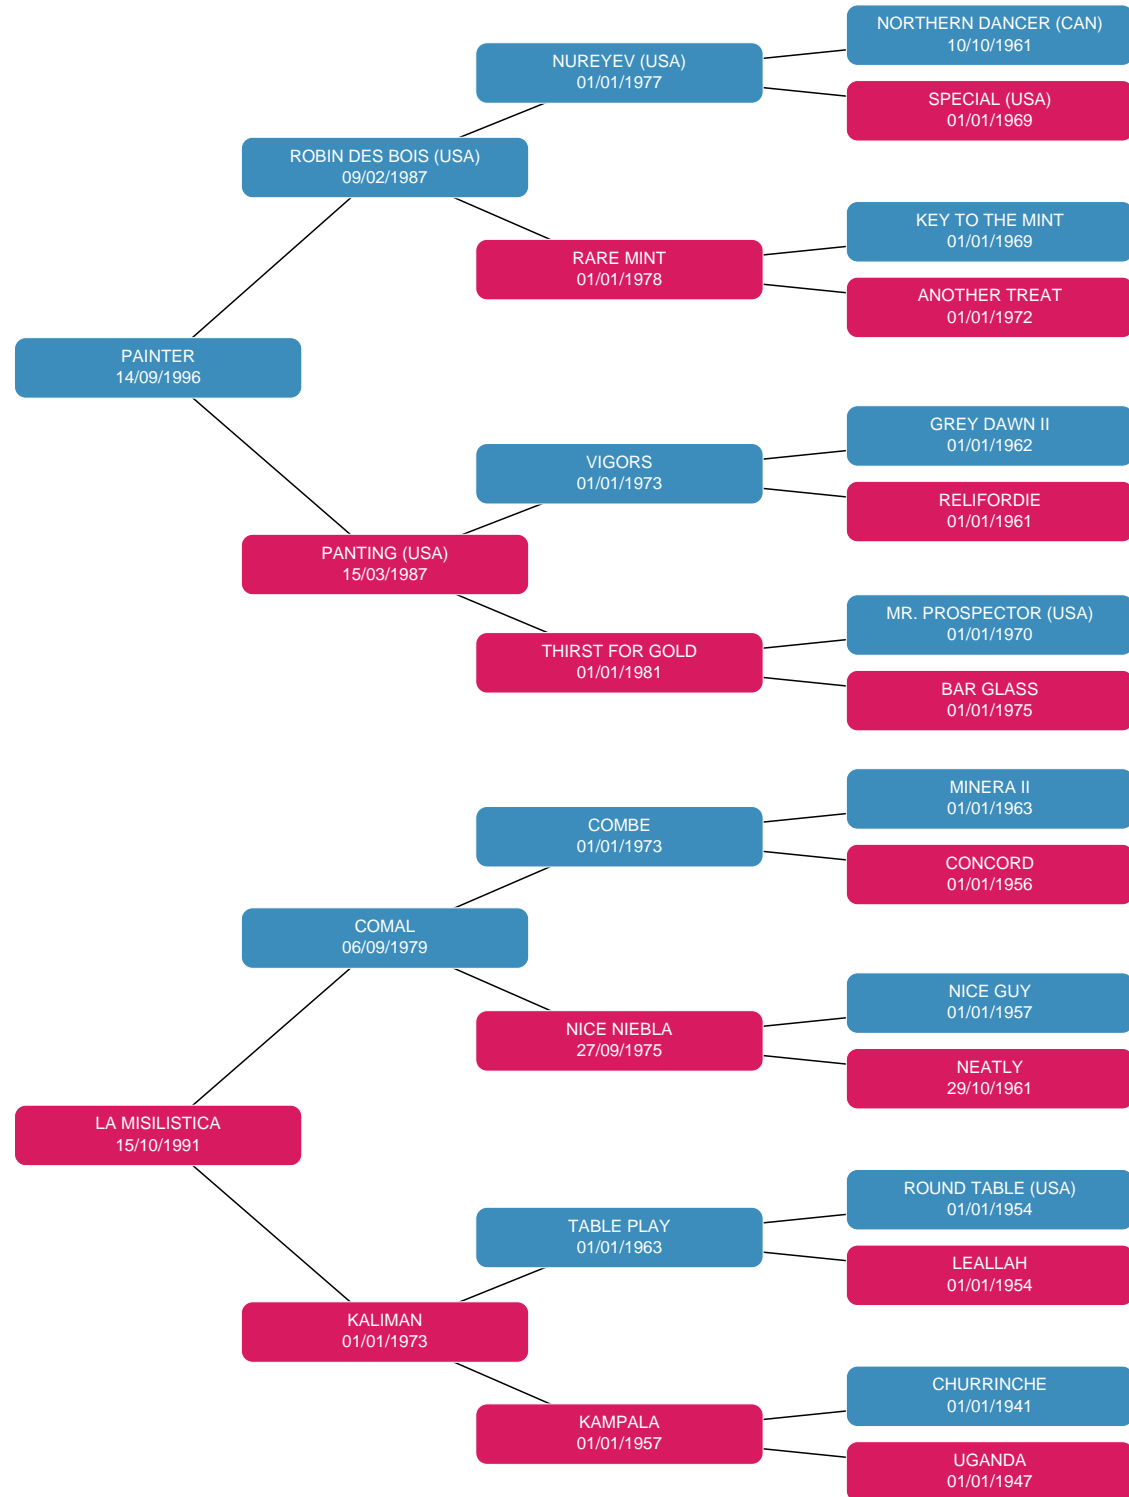 NORTHERN DANCER (CAN)
10/10/1961
NUREYEV (USA)
01/01/1977
SPECIAL (USA)
01/01/1969
ROBIN DES BOIS (USA)
09/02/1987
KEY TO THE MINT
01/01/1969
RARE MINT
01/01/1978
ANOTHER TREAT
01/01/1972
PAINTER
14/09/1996
GREY DAWN II
01/01/1962
VIGORS
01/01/1973
RELIFORDIE
01/01/1961
PANTING (USA)
15/03/1987
MR. PROSPECTOR (USA)
01/01/1970
THIRST FOR GOLD
01/01/1981
BAR GLASS
01/01/1975
MINERA II
01/01/1963
COMBE
01/01/1973
CONCORD
01/01/1956
COMAL
06/09/1979
NICE GUY
01/01/1957
NICE NIEBLA
27/09/1975
NEATLY
29/10/1961
LA MISILISTICA
15/10/1991
ROUND TABLE (USA)
01/01/1954
TABLE PLAY
01/01/1963
LEALLAH
01/01/1954
KALIMAN
01/01/1973
CHURRINCHE
01/01/1941
KAMPALA
01/01/1957
UGANDA
01/01/1947